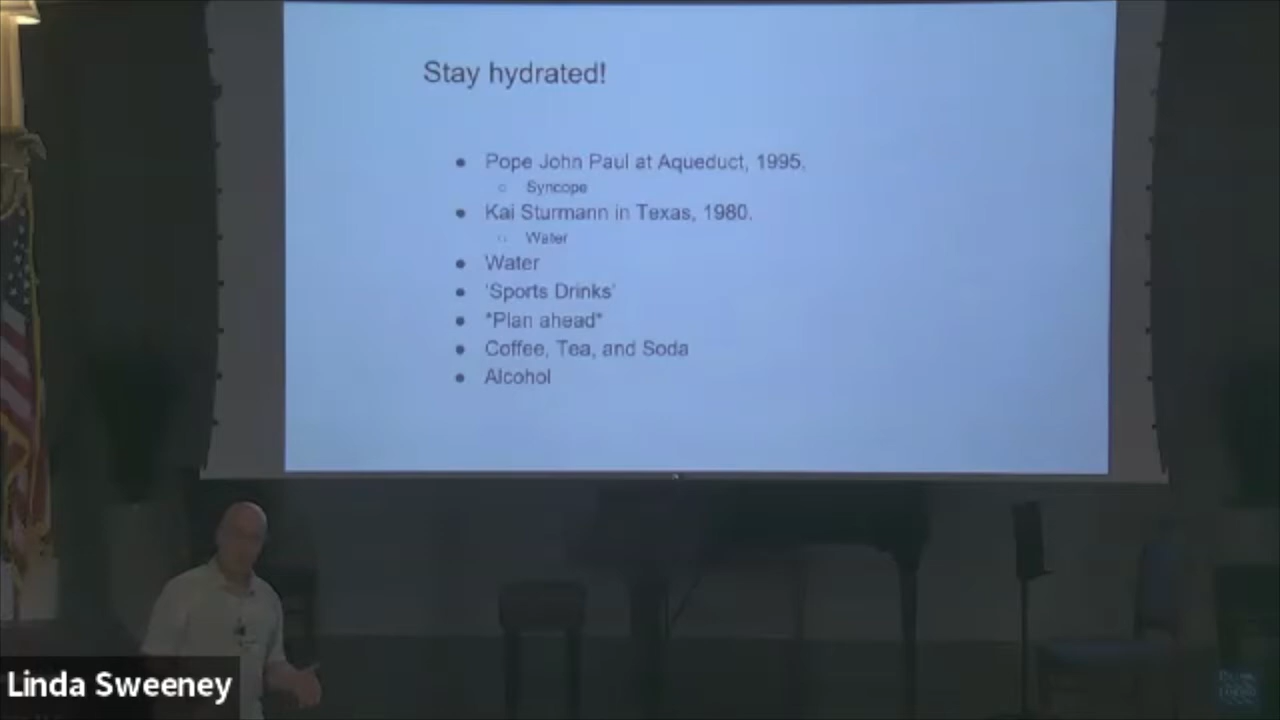 Stay hydrated!
• Pope John Paul at Aqueduct, 1995.
○ Syncope
• Kai Sturmann in Texas, 1980.
○ Water
• Water
• 'Sports Drinks'
• *Plan ahead*
• Coffee, Tea, and Soda
• Alcohol
Linda Sweeney